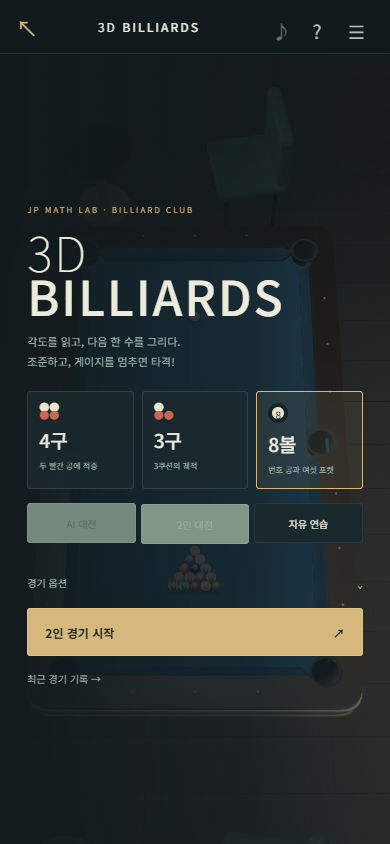 3D BILLIARDS
JP MATH LAB · BILLIARD CLUB
3D
BILLIARDS
각도를 읽고, 다음 한 수를 그리다.
조준하고, 게이지를 멈추면 타격!
4구
두 빨간 공에 적중
3구
3쿠션의 궤적
8
8볼
번호 공과 여섯 포켓
AI 대전
2인 대전
자유 연습
경기 옵션
2인 경기 시작 ↗
최근 경기 기록 →